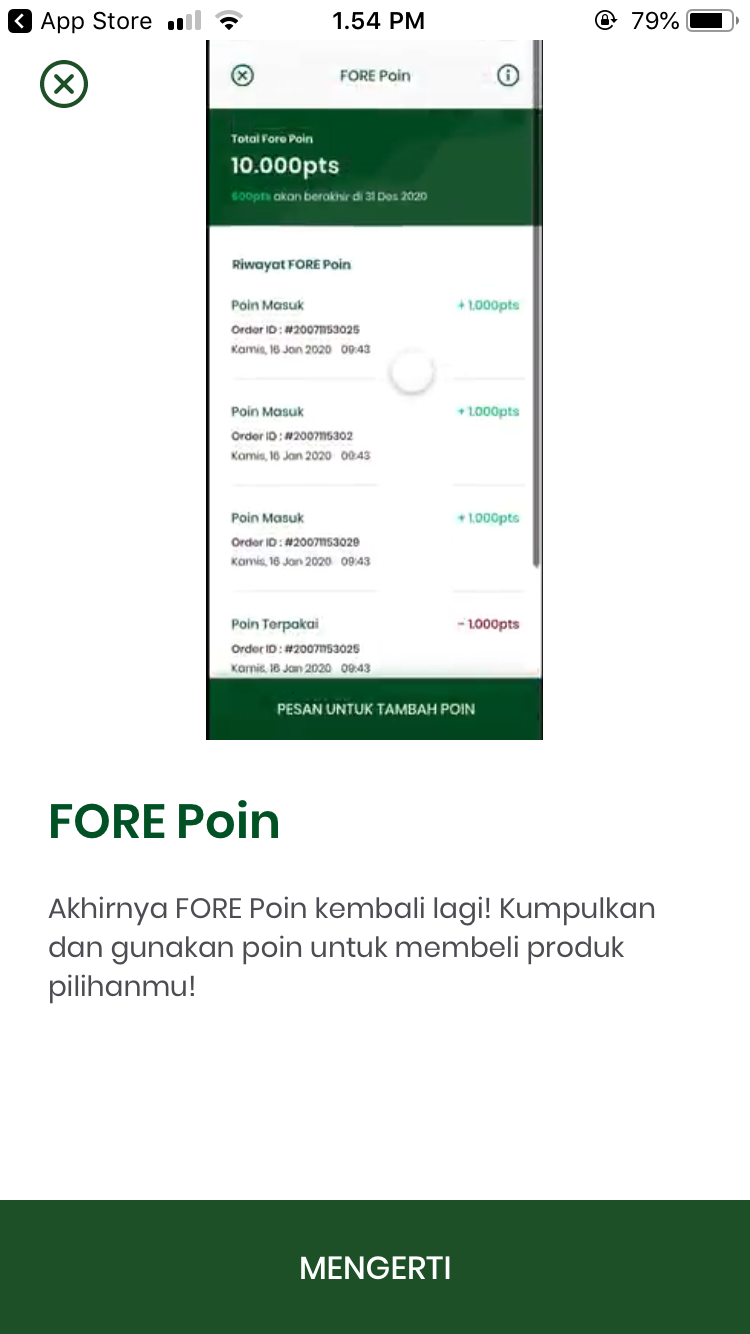 App Store
1.54 PM
79%
FORE Poin
Total Fore Poin
10.000pts
600pts akan berakhir di 31 Des 2020
Riwayat FORE Poin
Poin Masuk
+ 1.000pts
Order ID : #20071153025
Kamis, 16 Jan 2020 09:43
Poin Masuk
+ 1.000pts
Order ID : #2007115302
Kamis, 16 Jan 2020 09:43
Poin Masuk
+ 1.000pts
Order ID : #20071153029
Kamis, 16 Jan 2020 09:43
Poin Terpakai
- 1.000pts
Order ID : #20071153025
Kamis, 16 Jan 2020 09:43
PESAN UNTUK TAMBAH POIN
FORE Poin
Akhirnya FORE Poin kembali lagi! Kumpulkan
dan gunakan poin untuk membeli produk
pilihanmu!
MENGERTI